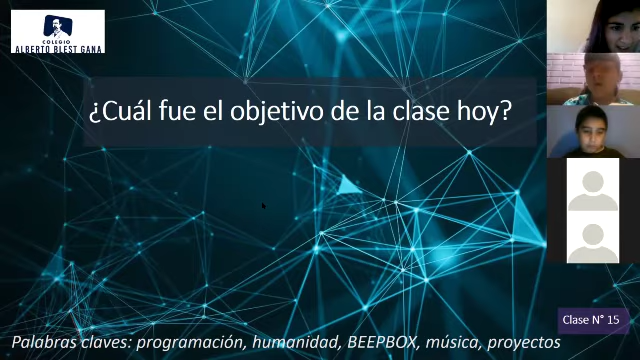 COLEGIO
ALBERTO BLEST GANA
¿Cuál fue el objetivo de la clase hoy?
Clase N° 15
Palabras claves: programación, humanidad, BEEPBOX, música, proyectos